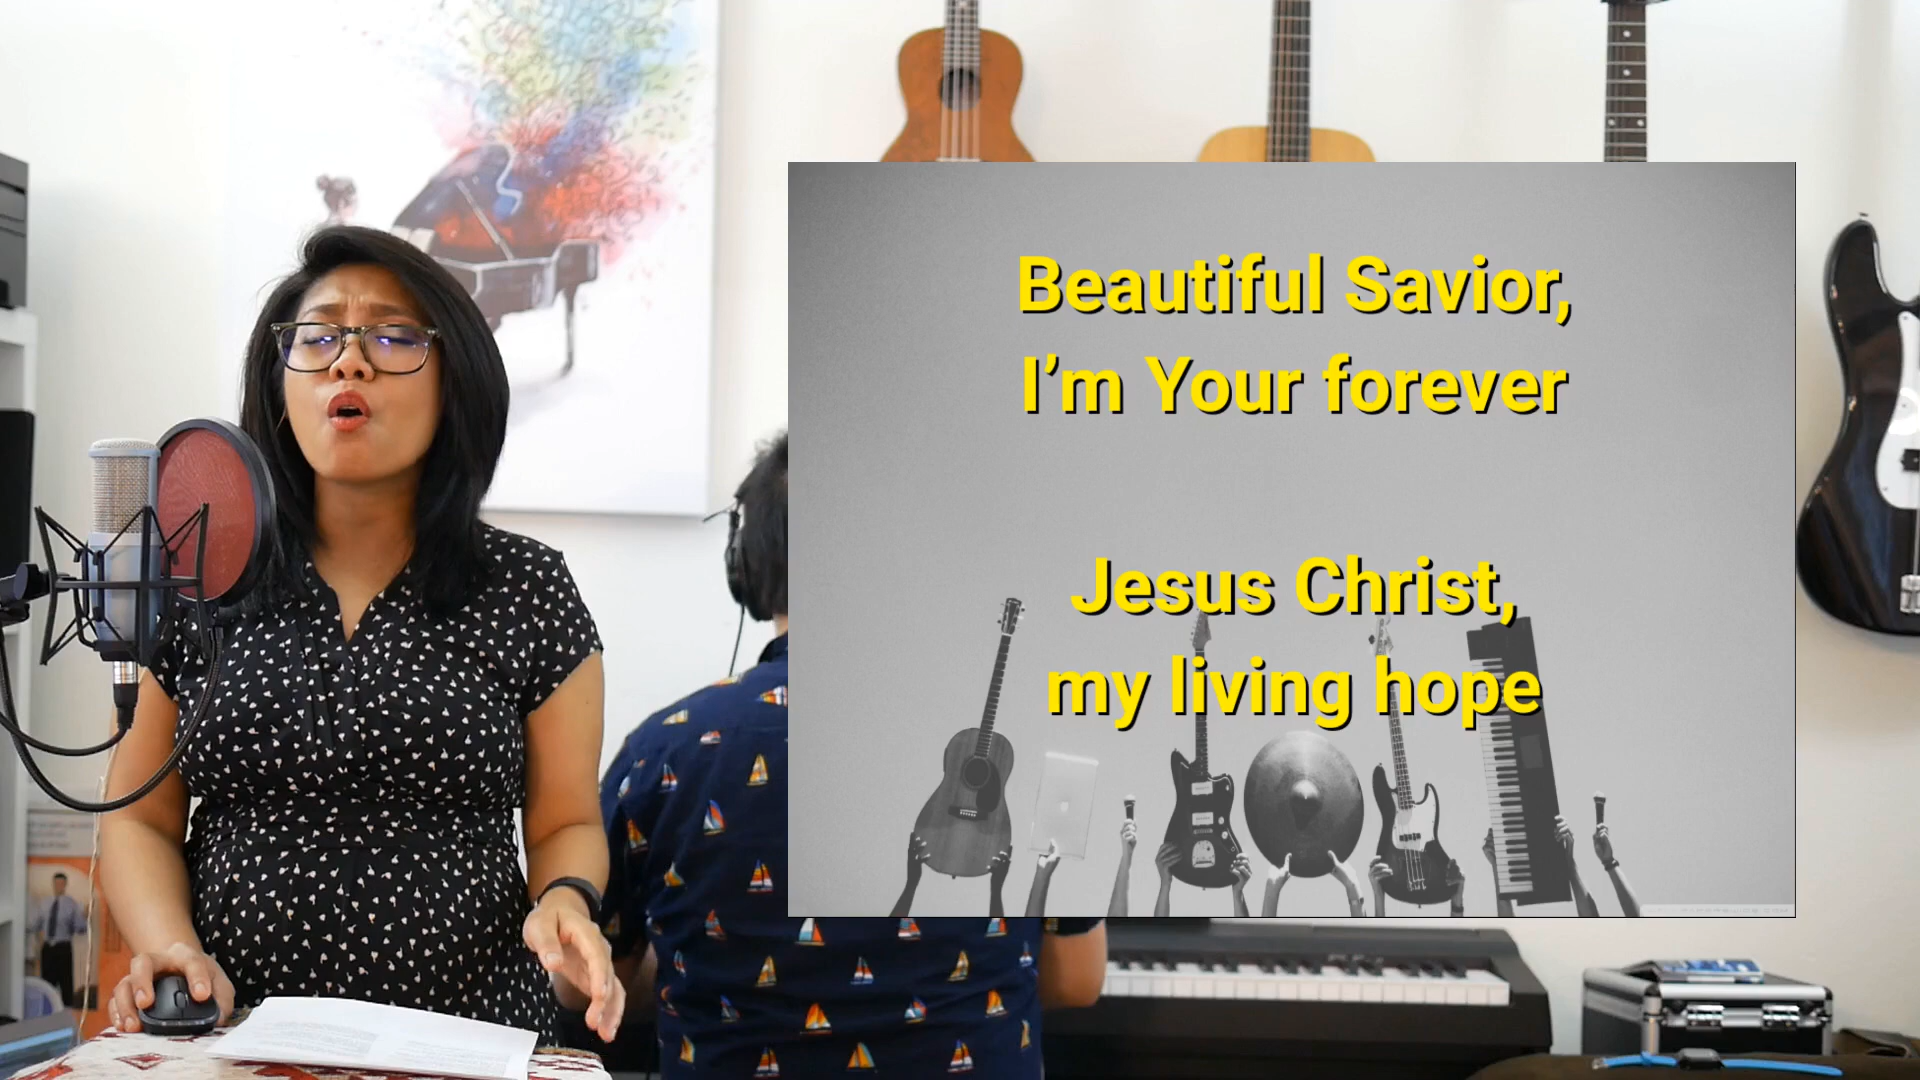 Beautiful Savior,
I’m Your forever
Jesus Christ,
my living hope